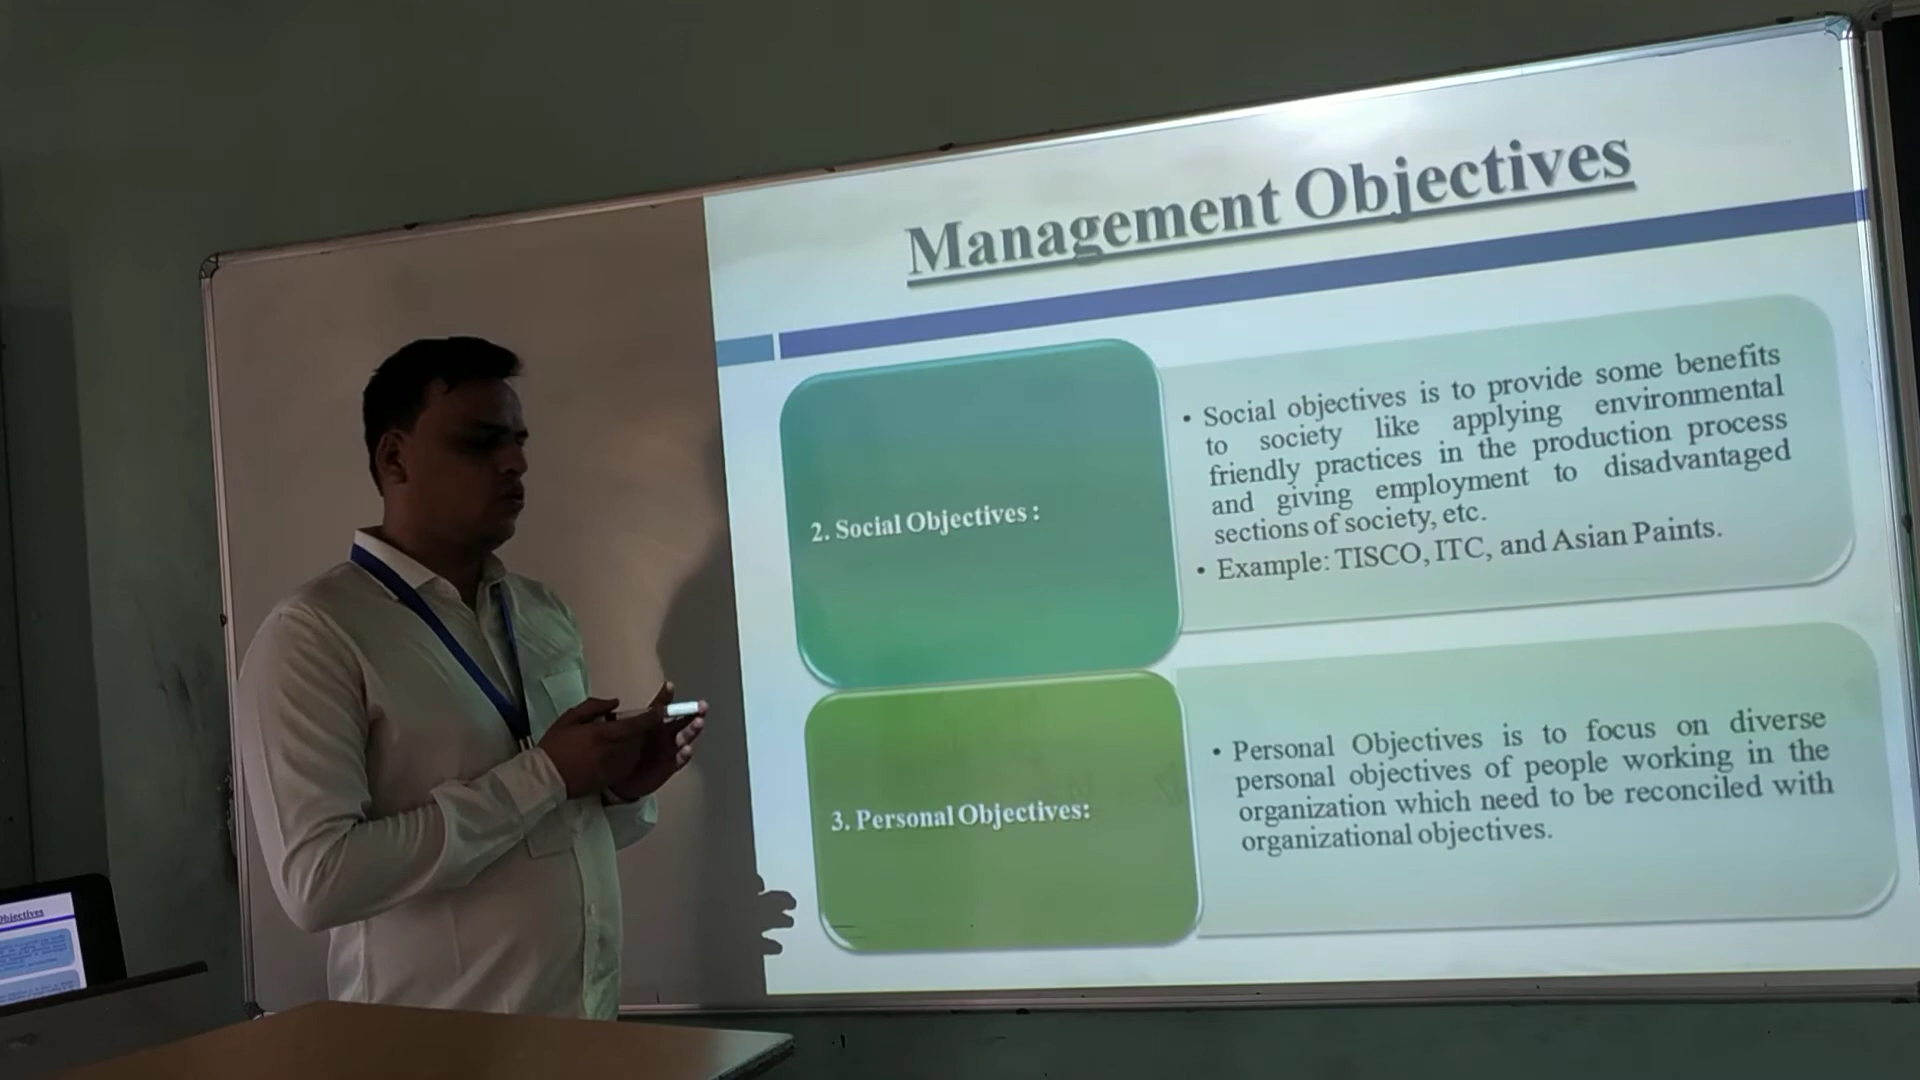 Management Objectives
2. Social Objectives :
• Social objectives is to provide some benefits
to society like applying environmental
friendly practices in the production process
and giving employment to disadvantaged
sections of society, etc.
• Example: TISCO, ITC, and Asian Paints.
3. Personal Objectives:
• Personal Objectives is to focus on diverse
personal objectives of people working in the
organization which need to be reconciled with
organizational objectives.
Objectives